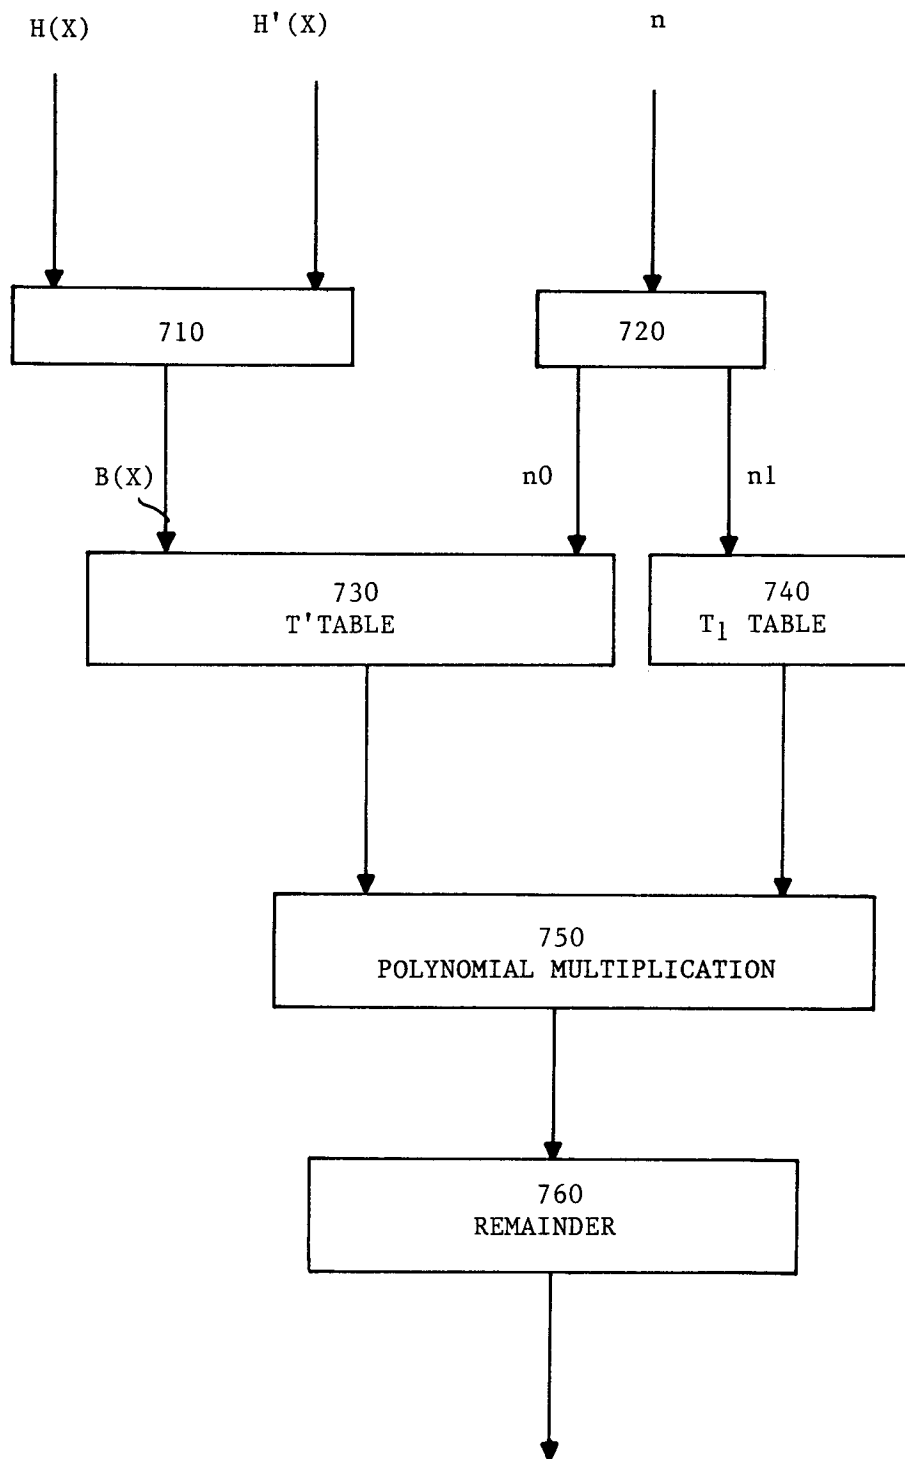 H(X) H'(X) n
710 720
B(X) n0 n1
730 740
T'TABLE T1 TABLE
750
POLYNOMIAL MULTIPLICATION
760
REMAINDER